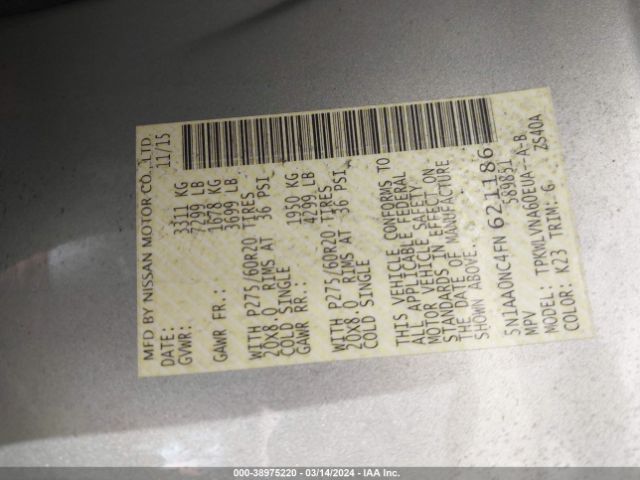 MFD BY NISSAN MOTOR CO., LTD.
DATE: 11/15
GVWR: 3311 KG
7299 LB
GAWR FR.: 1678 KG
3699 LB
WITH P275/60R20 TIRES
20X8.0 RIMS AT 36 PSI
COLD SINGLE
GAWR RR.: 1950 KG
4299 LB
WITH P275/60R20 TIRES
20X8.0 RIMS AT 36 PSI
COLD SINGLE
THIS VEHICLE CONFORMS TO
ALL APPLICABLE FEDERAL
MOTOR VEHICLE SAFETY
STANDARDS IN EFFECT ON
THE DATE OF MANUFACTURE
SHOWN ABOVE.
5N1AA0NC4FN 621386
MPV 589851
MODEL: TPKMLVNA60EUA--A-B
COLOR: K23 TRIM: G ZS40A
000-38975220 - 03/14/2024 - IAA Inc.